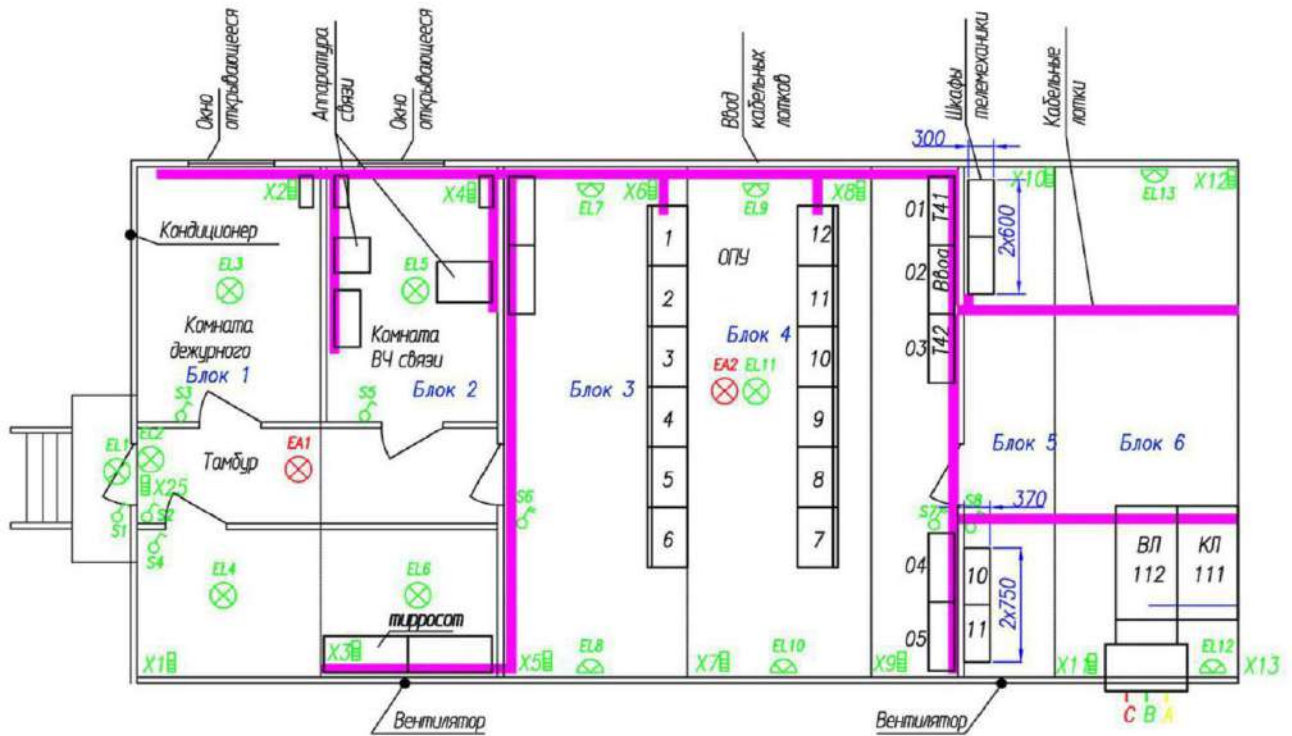 Окно
открывающееся
Аппаратура
связи
Окно
открывающееся
Ввод
кабельных
лотков
Шкафы
телемеханики
Кабельные
лотки
300
X2
X4
EL7
X6
EL9
X8
01
T41
X10
EL13
X12
2x600
Кондиционер
1
12
ОПУ
02
Ввод
EL3
EL5
2
11
Комната
дежурного
Блок 1
Комната
ВЧ связи
Блок 2
Блок 3
3
Блок 4
10
03
T42
EA2
EL11
S3
S5
4
9
EL1
EL2
Тамбур
EA1
5
8
Блок 5
Блок 6
X25
S1
S2
S4
S6
6
7
S7
S8
370
ВЛ
112
КЛ
111
04
10
2x750
EL4
EL6
тирросот
05
11
X1
X3
X5
EL8
X7
EL10
X9
X11
EL12
X13
Вентилятор
Вентилятор
C B A